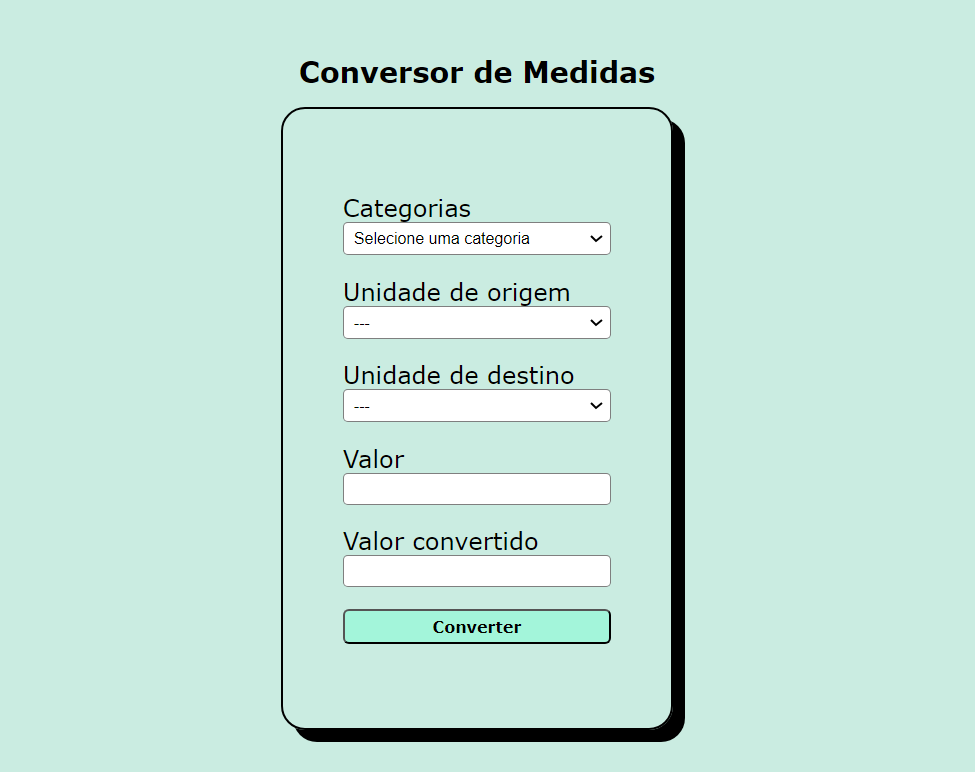 Conversor de Medidas
Categorias
Selecione uma categoria
Unidade de origem
---
Unidade de destino
---
Valor
Valor convertido
Converter